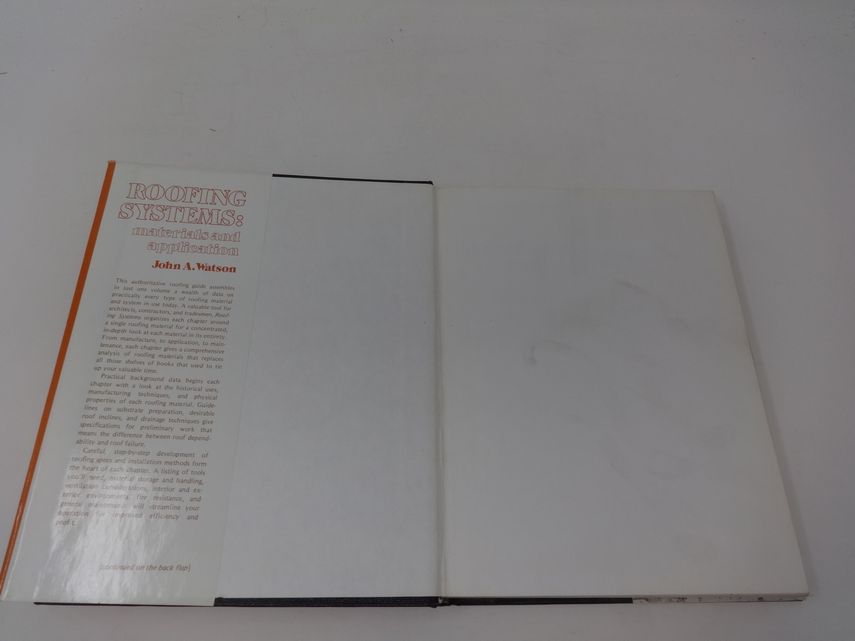 ROOFING
SYSTEMS:
materials and
application
John A. Watson
This authoritative roofing guide assembles
in just one volume a wealth of data on
practically every type of roofing material
and system in use today. A valuable tool for
architects, contractors, and tradesmen, Roof-
ing Systems organizes each chapter around
a single roofing material for a concentrated,
in-depth look at each material in its entirety.
From manufacture, to application, to main-
tenance, each chapter gives a comprehensive
analysis of roofing materials that replaces
all those shelves of books that used to tie
up your valuable time.
Practical background data begins each
chapter with a look at the historical uses,
manufacturing techniques, and physical
properties of each roofing material. Guide-
lines on substrate preparation, desirable
roof inclines, and drainage techniques give
specifications for preliminary work that
means the difference between roof depend-
ability and roof failure.
Careful step-by-step development of
roofing specs and installation methods form
the heart of each chapter. A listing of tools
you'll need, material storage and handling,
ventilation considerations, interior and ex-
terior environments, fire resistance, and
general maintenance will streamline your
operation for improved efficiency and
profit.
(continued on the back flap)